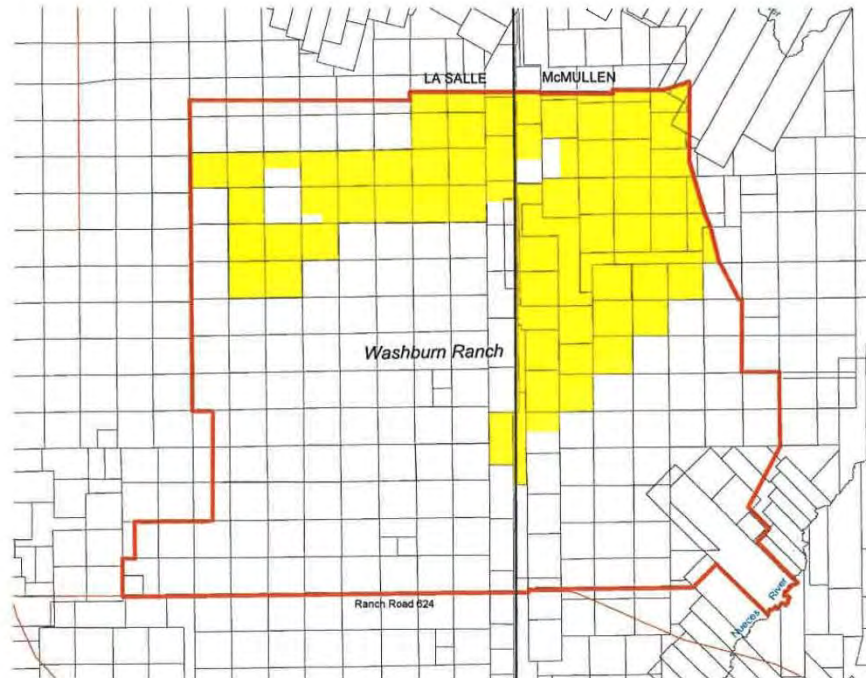 LA SALLE
McMULLEN
Washburn Ranch
Ranch Road 624
Nueces River